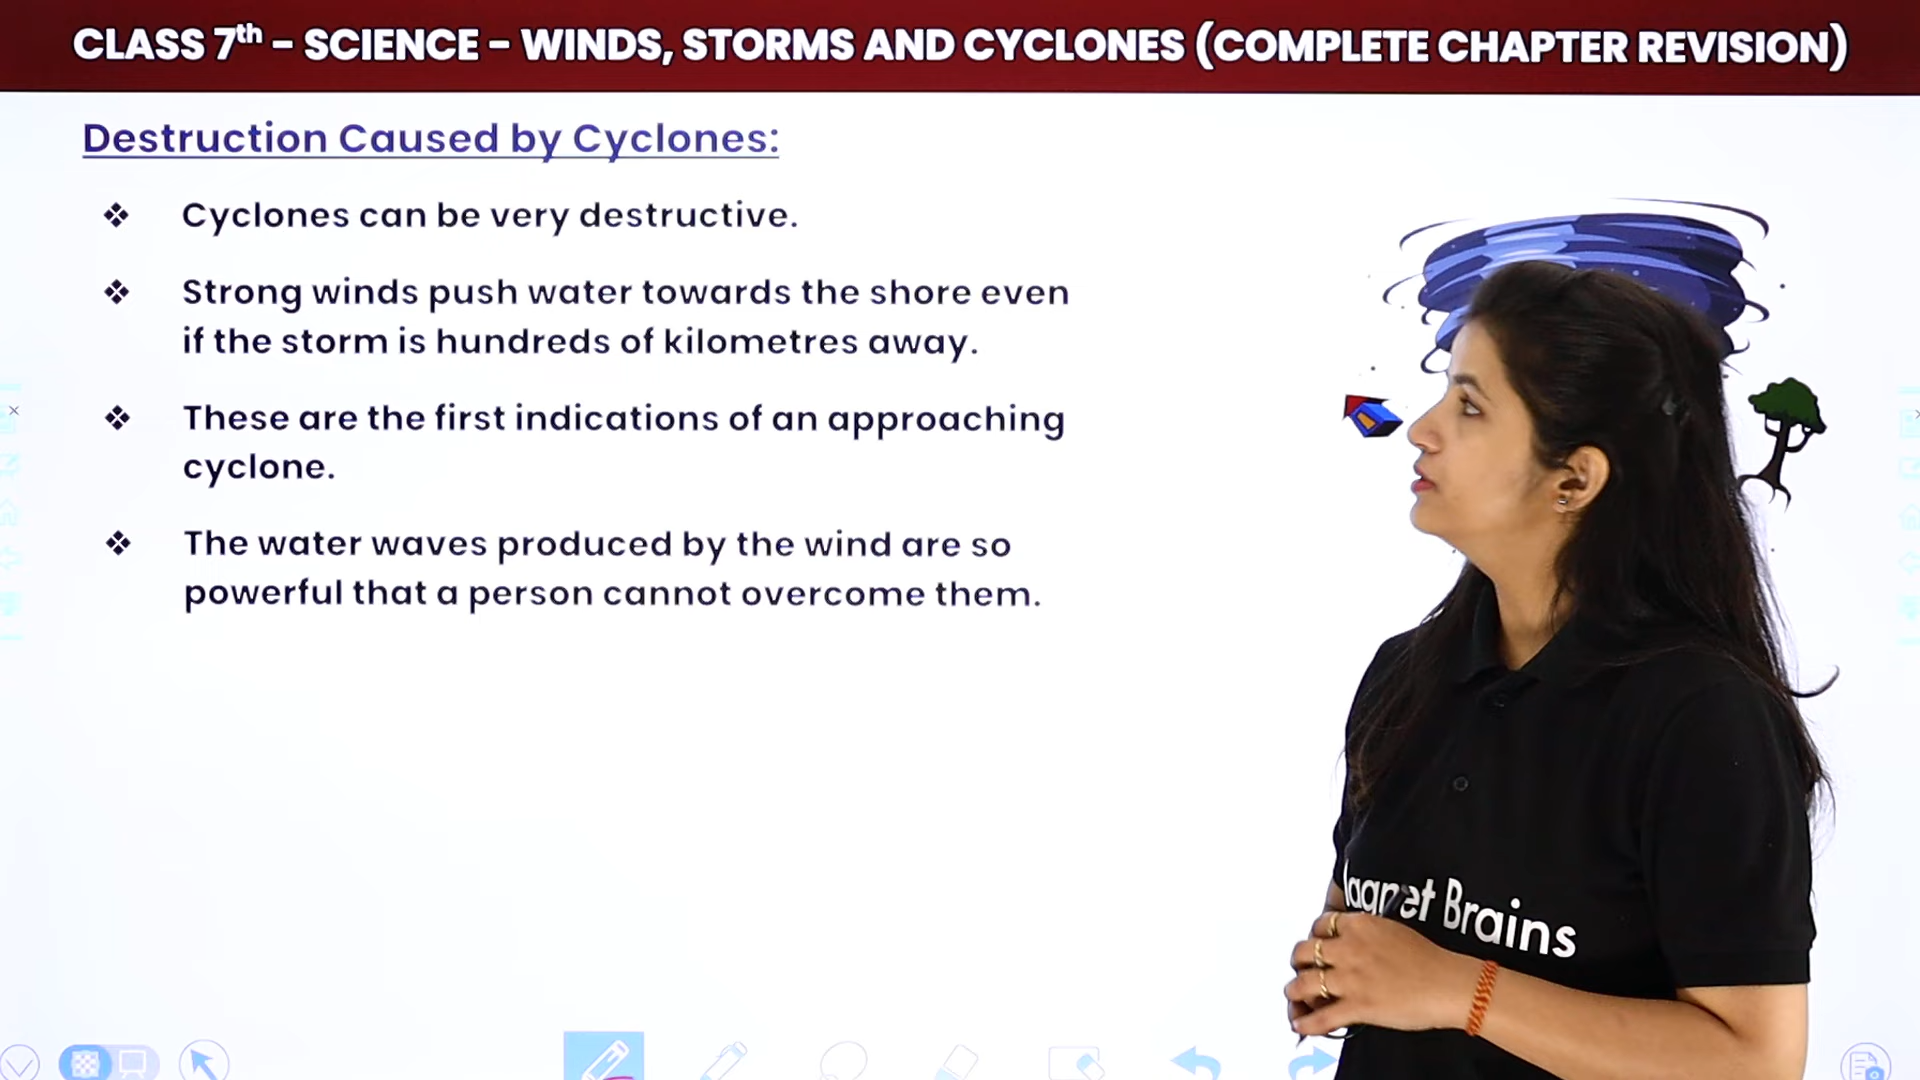 CLASS 7th - SCIENCE - WINDS, STORMS AND CYCLONES (COMPLETE CHAPTER REVISION)
Destruction Caused by Cyclones:
❖ Cyclones can be very destructive.
❖ Strong winds push water towards the shore even
if the storm is hundreds of kilometres away.
❖ These are the first indications of an approaching
cyclone.
❖ The water waves produced by the wind are so
powerful that a person cannot overcome them.
Brains